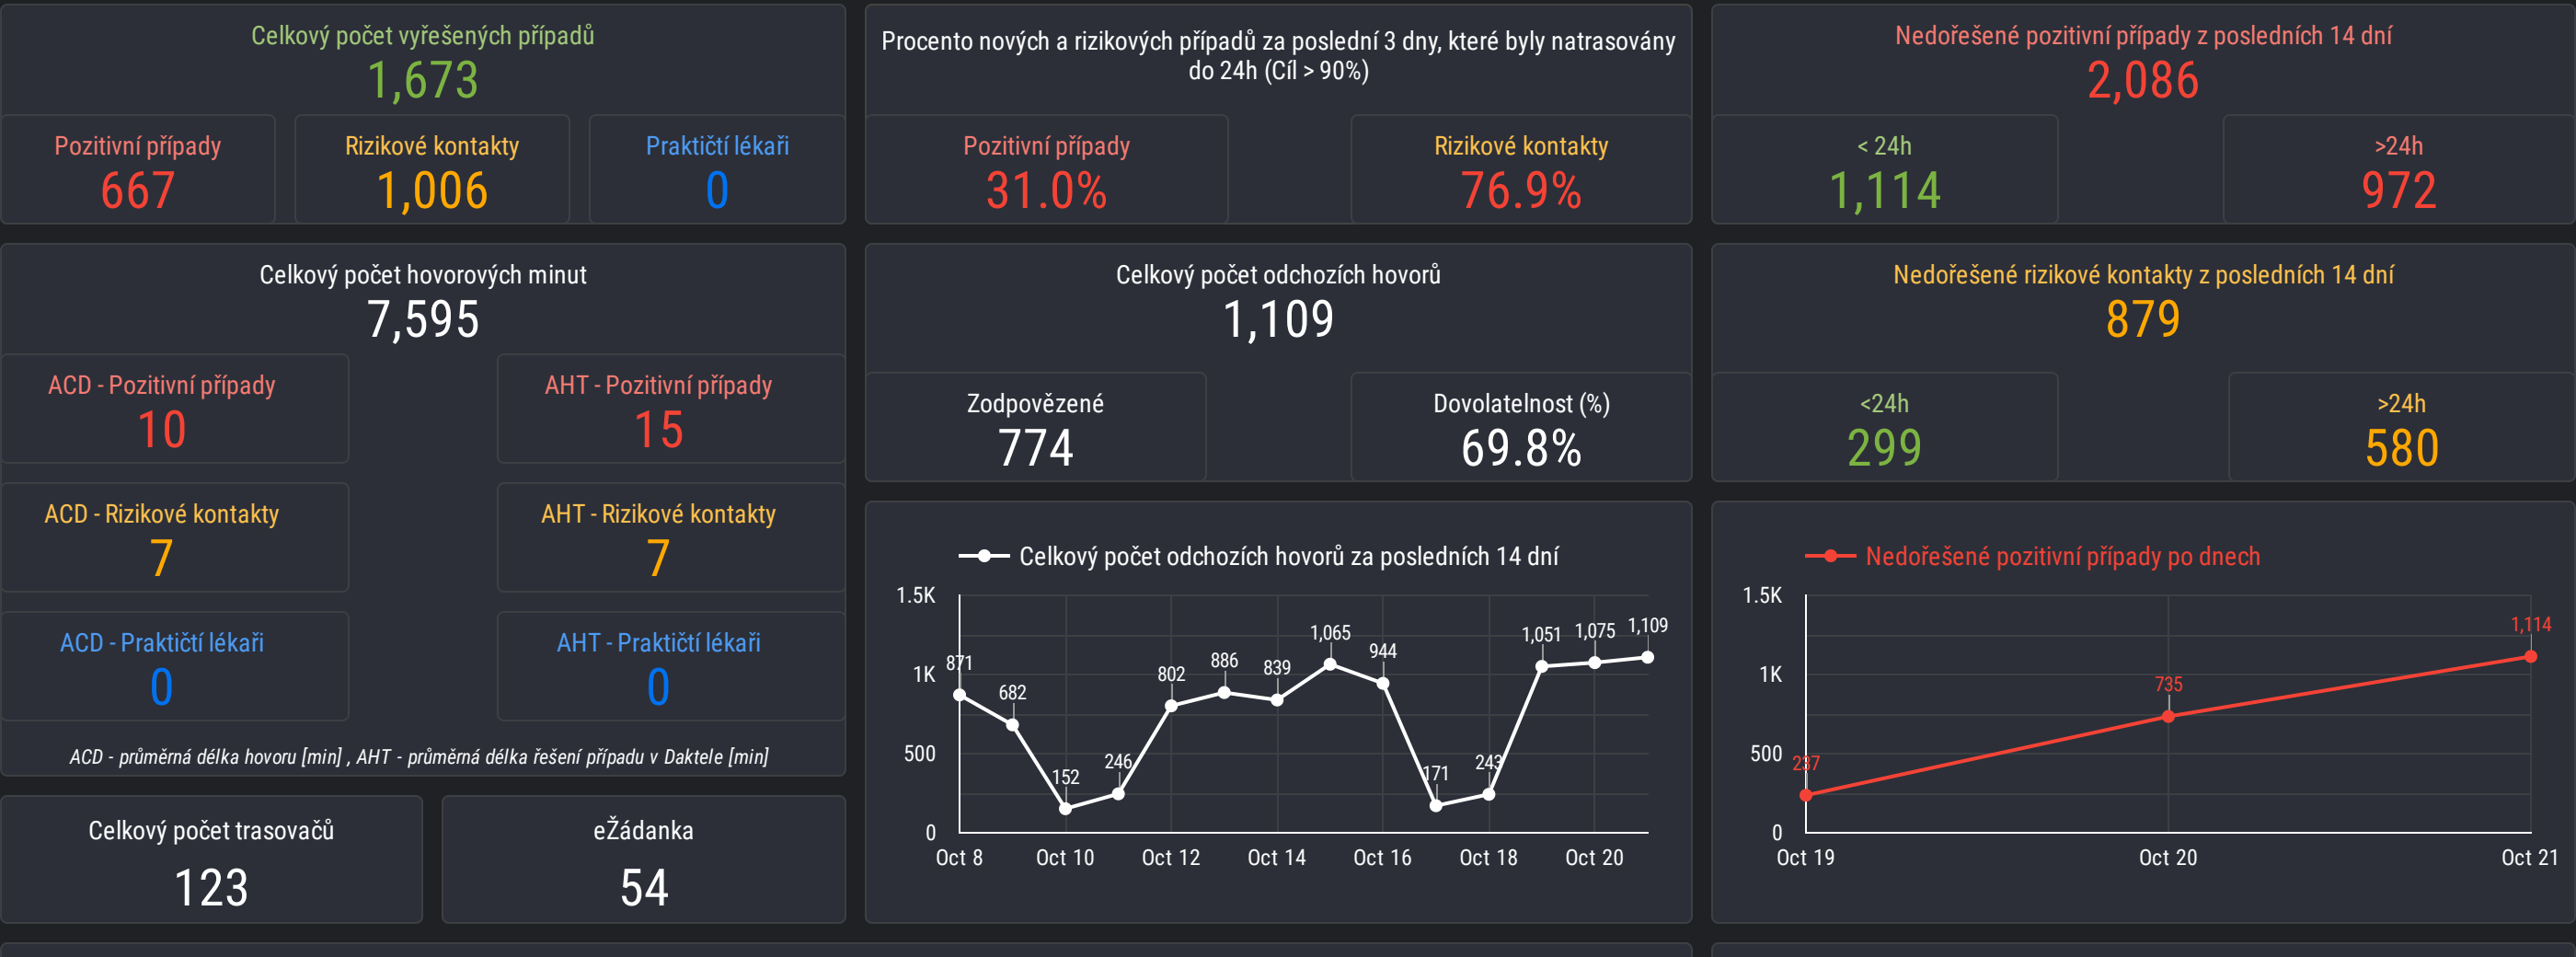 Celkový počet vyřešených případů
1,673
Pozitivní případy
667
Rizikové kontakty
1,006
Praktičtí lékaři
0
Procento nových a rizikových případů za poslední 3 dny, které byly natrasovány
do 24h (Cíl > 90%)
Pozitivní případy
31.0%
Rizikové kontakty
76.9%
Nedořešené pozitivní případy z posledních 14 dní
2,086
< 24h
1,114
>24h
972
Celkový počet hovorových minut
7,595
ACD - Pozitivní případy
10
AHT - Pozitivní případy
15
ACD - Rizikové kontakty
7
AHT - Rizikové kontakty
7
ACD - Praktičtí lékaři
0
AHT - Praktičtí lékaři
0
ACD - průměrná délka hovoru [min] , AHT - průměrná délka řešení případu v Daktele [min]
Celkový počet odchozích hovorů
1,109
Zodpovězené
774
Dovolatelnost (%)
69.8%
Nedořešené rizikové kontakty z posledních 14 dní
879
<24h
299
>24h
580
Celkový počet trasovačů
123
eŽádanka
54
Celkový počet odchozích hovorů za posledních 14 dní
1.5K
1K
500
0
871
682
152
246
802
886
839
1,065
944
171
243
1,051
1,075
1,109
Oct 8
Oct 10
Oct 12
Oct 14
Oct 16
Oct 18
Oct 20
Nedořešené pozitivní případy po dnech
1.5K
1K
500
0
237
735
1,114
Oct 19
Oct 20
Oct 21